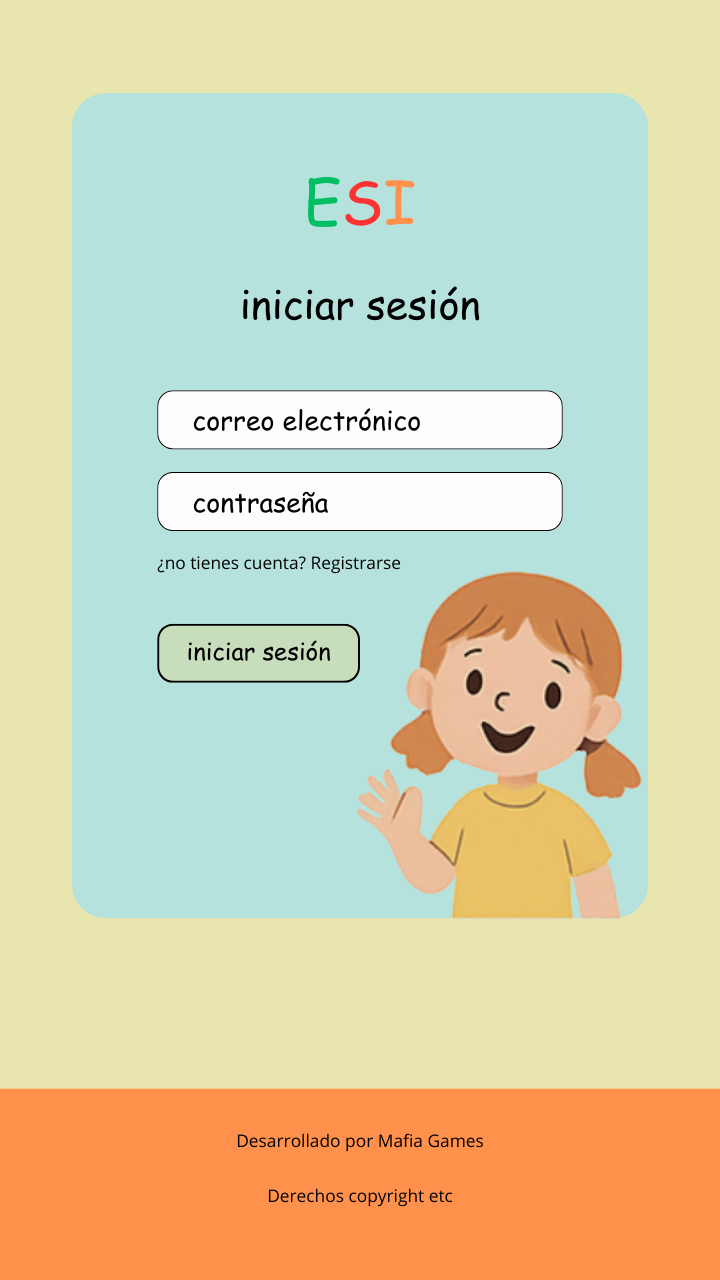 ESI
iniciar sesión
correo electrónico
contraseña
¿no tienes cuenta? Registrarse
iniciar sesión
Desarrollado por Mafia Games
Derechos copyright etc